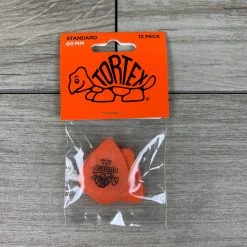 STANDARD 12 PACK
.60 MM
TORTEX
®